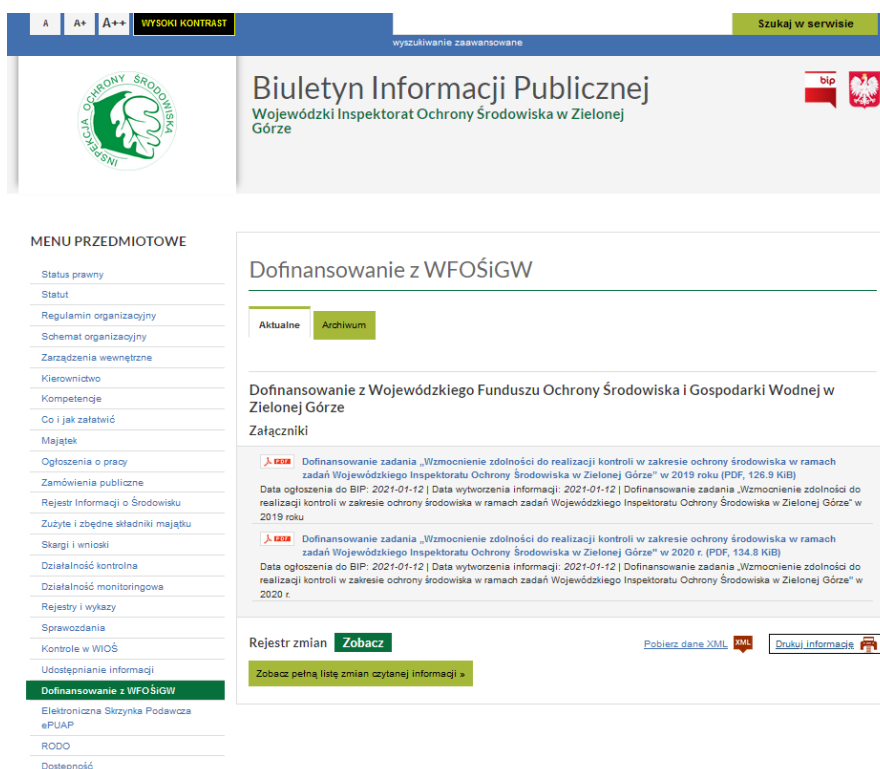 A A+ A++ WYSOKI KONTRAST
Szukaj w serwisie
wyszukiwanie zaawansowane
INSPEKCJA OCHRONY ŚRODOWISKA
Biuletyn Informacji Publicznej
bip
Wojewódzki Inspektorat Ochrony Środowiska w Zielonej
Górze
MENU PRZEDMIOTOWE
Status prawny
Statut
Regulamin organizacyjny
Schemat organizacyjny
Zarządzenia wewnętrzne
Kierownictwo
Kompetencje
Co i jak załatwić
Majątek
Ogłoszenia o pracy
Zamówienia publiczne
Rejestr Informacji o Środowisku
Zużyte i zbędne składniki majątku
Skargi i wnioski
Działalność kontrolna
Działalność monitoringowa
Rejestry i wykazy
Sprawozdania
Kontrole w WIOŚ
Udostępnianie informacji
Dofinansowanie z WFOŚiGW
Elektroniczna Skrzynka Podawcza
ePUAP
RODO
Dostępność
Dofinansowanie z WFOŚiGW
Aktualne Archiwum
Dofinansowanie z Wojewódzkiego Funduszu Ochrony Środowiska i Gospodarki Wodnej w
Zielonej Górze
Załączniki
PDF Dofinansowanie zadania „Wzmocnienie zdolności do realizacji kontroli w zakresie ochrony środowiska w ramach
zadań Wojewódzkiego Inspektoratu Ochrony Środowiska w Zielonej Górze" w 2019 roku (PDF, 126.9 KiB)
Data ogłoszenia do BIP: 2021-01-12 | Data wytworzenia informacji: 2021-01-12 | Dofinansowanie zadania „Wzmocnienie zdolności do
realizacji kontroli w zakresie ochrony środowiska w ramach zadań Wojewódzkiego Inspektoratu Ochrony Środowiska w Zielonej Górze" w
2019 roku
PDF Dofinansowanie zadania „Wzmocnienie zdolności do realizacji kontroli w zakresie ochrony środowiska w ramach
zadań Wojewódzkiego Inspektoratu Ochrony Środowiska w Zielonej Górze" w 2020 r. (PDF, 134.8 KiB)
Data ogłoszenia do BIP: 2021-01-12 | Data wytworzenia informacji: 2021-01-12 | Dofinansowanie zadania „Wzmocnienie zdolności do
realizacji kontroli w zakresie ochrony środowiska w ramach zadań Wojewódzkiego Inspektoratu Ochrony Środowiska w Zielonej Górze" w
2020 r.
Rejestr zmian Zobacz
Pobierz dane XML XML Drukuj informację
Zobacz pełną listę zmian czytanej informacji »